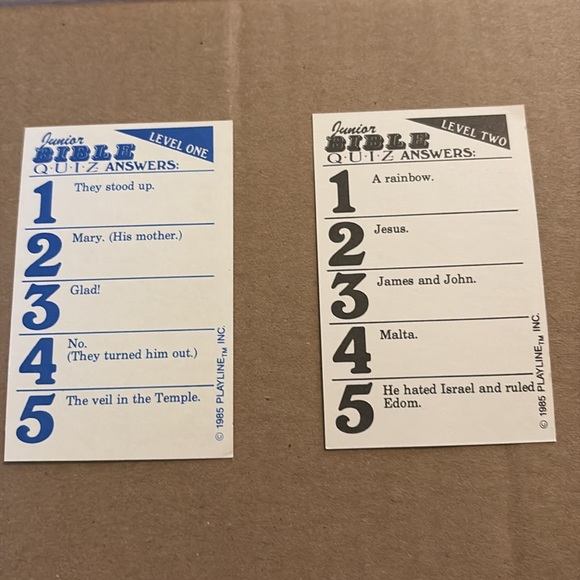 Junior
BIBLE
LEVEL ONE
Q·U·I·Z ANSWERS:
1 They stood up.
2 Mary. (His mother.)
3 Glad!
4 No.
(They turned him out.)
5 The veil in the Temple.
© 1985 PLAYLINE™ INC.
Junior
BIBLE
LEVEL TWO
Q·U·I·Z ANSWERS:
1 A rainbow.
2 Jesus.
3 James and John.
4 Malta.
5 He hated Israel and ruled
Edom.
© 1985 PLAYLINE™ INC.